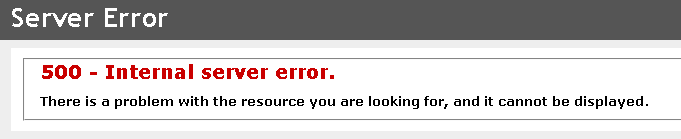 Server Error
500 - Internal server error.
There is a problem with the resource you are looking for, and it cannot be displayed.